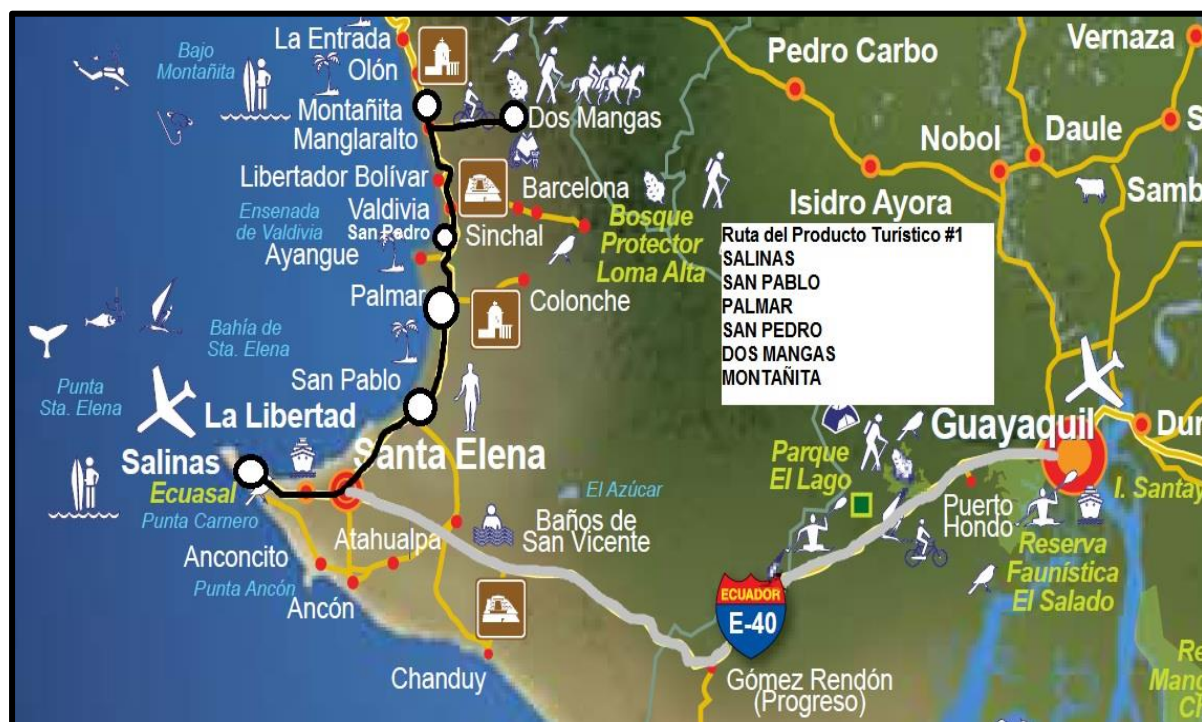 La Entrada
Olón
Bajo
Montañita
Montañita
Manglaralto
Dos Mangas
Libertador Bolívar
Valdivia
Barcelona
Ensenada
de Valdivia
San Pedro
Sinchal
Ayangue
Bosque
Protector
Loma Alta
Palmar
Colonche
Bahía de
Sta. Elena
San Pablo
Punta
Sta. Elena
La Libertad
Salinas
Santa Elena
Ecuasal
Punta Carnero
Anconcito
Atahualpa
Punta Ancón
Ancón
Baños de
San Vicente
El Azúcar
Chanduy
Pedro Carbo
Vernaza
Nobol
Daule
S
Samb
Isidro Ayora
Ruta del Producto Turístico #1
SALINAS
SAN PABLO
PALMAR
SAN PEDRO
DOS MANGAS
MONTAÑITA
Guayaquil
Dur
Parque
El Lago
Puerto
Hondo
I. Santay
Reserva
Faunística
El Salado
ECUADOR
E-40
Gómez Rendón
(Progreso)
Re
Mang